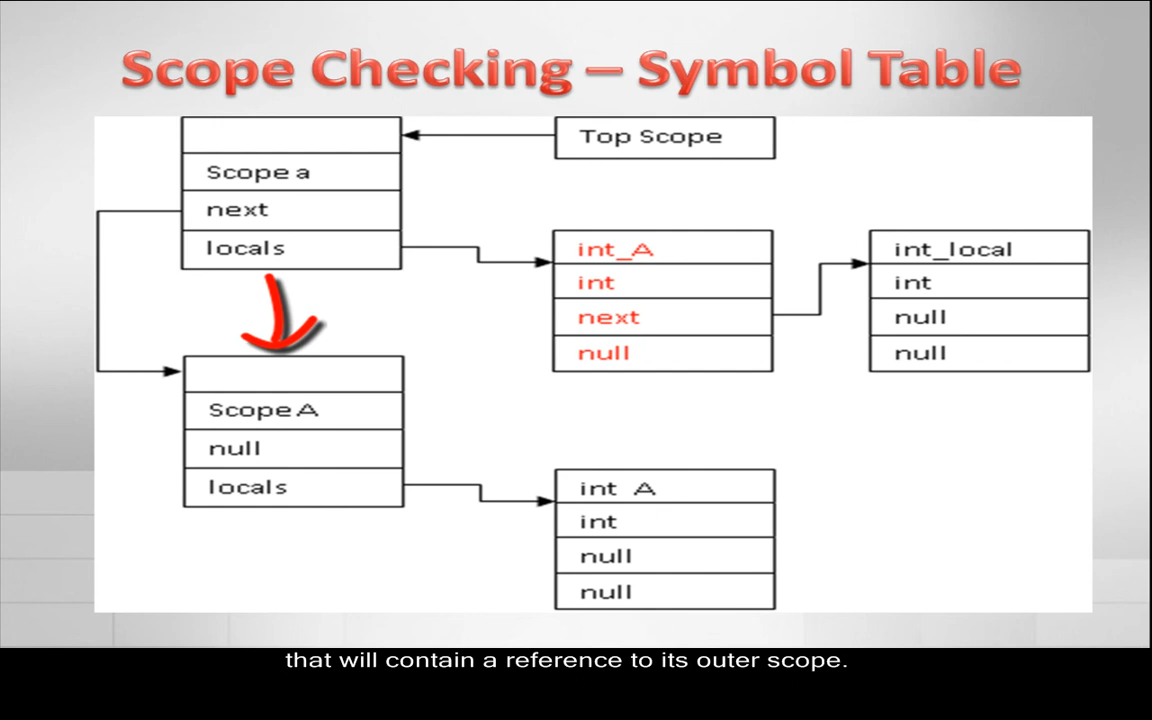 Scope Checking – Symbol Table
Top Scope
Scope a
next
locals
int_A
int
next
null
int_local
int
null
null
Scope A
null
locals
int A
int
null
null
that will contain a reference to its outer scope.